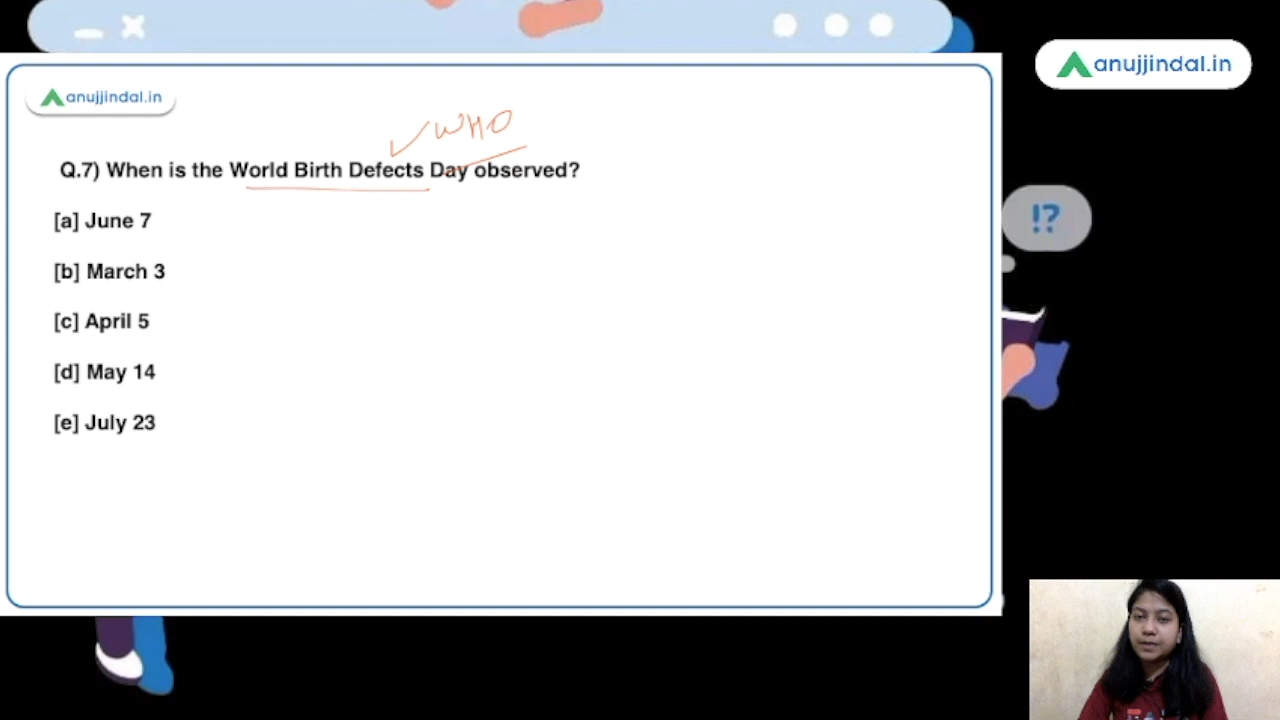 anujjindal.in
anujjindal.in
WHO
Q.7) When is the World Birth Defects Day observed?
[a] June 7
[b] March 3
[c] April 5
[d] May 14
[e] July 23
!?